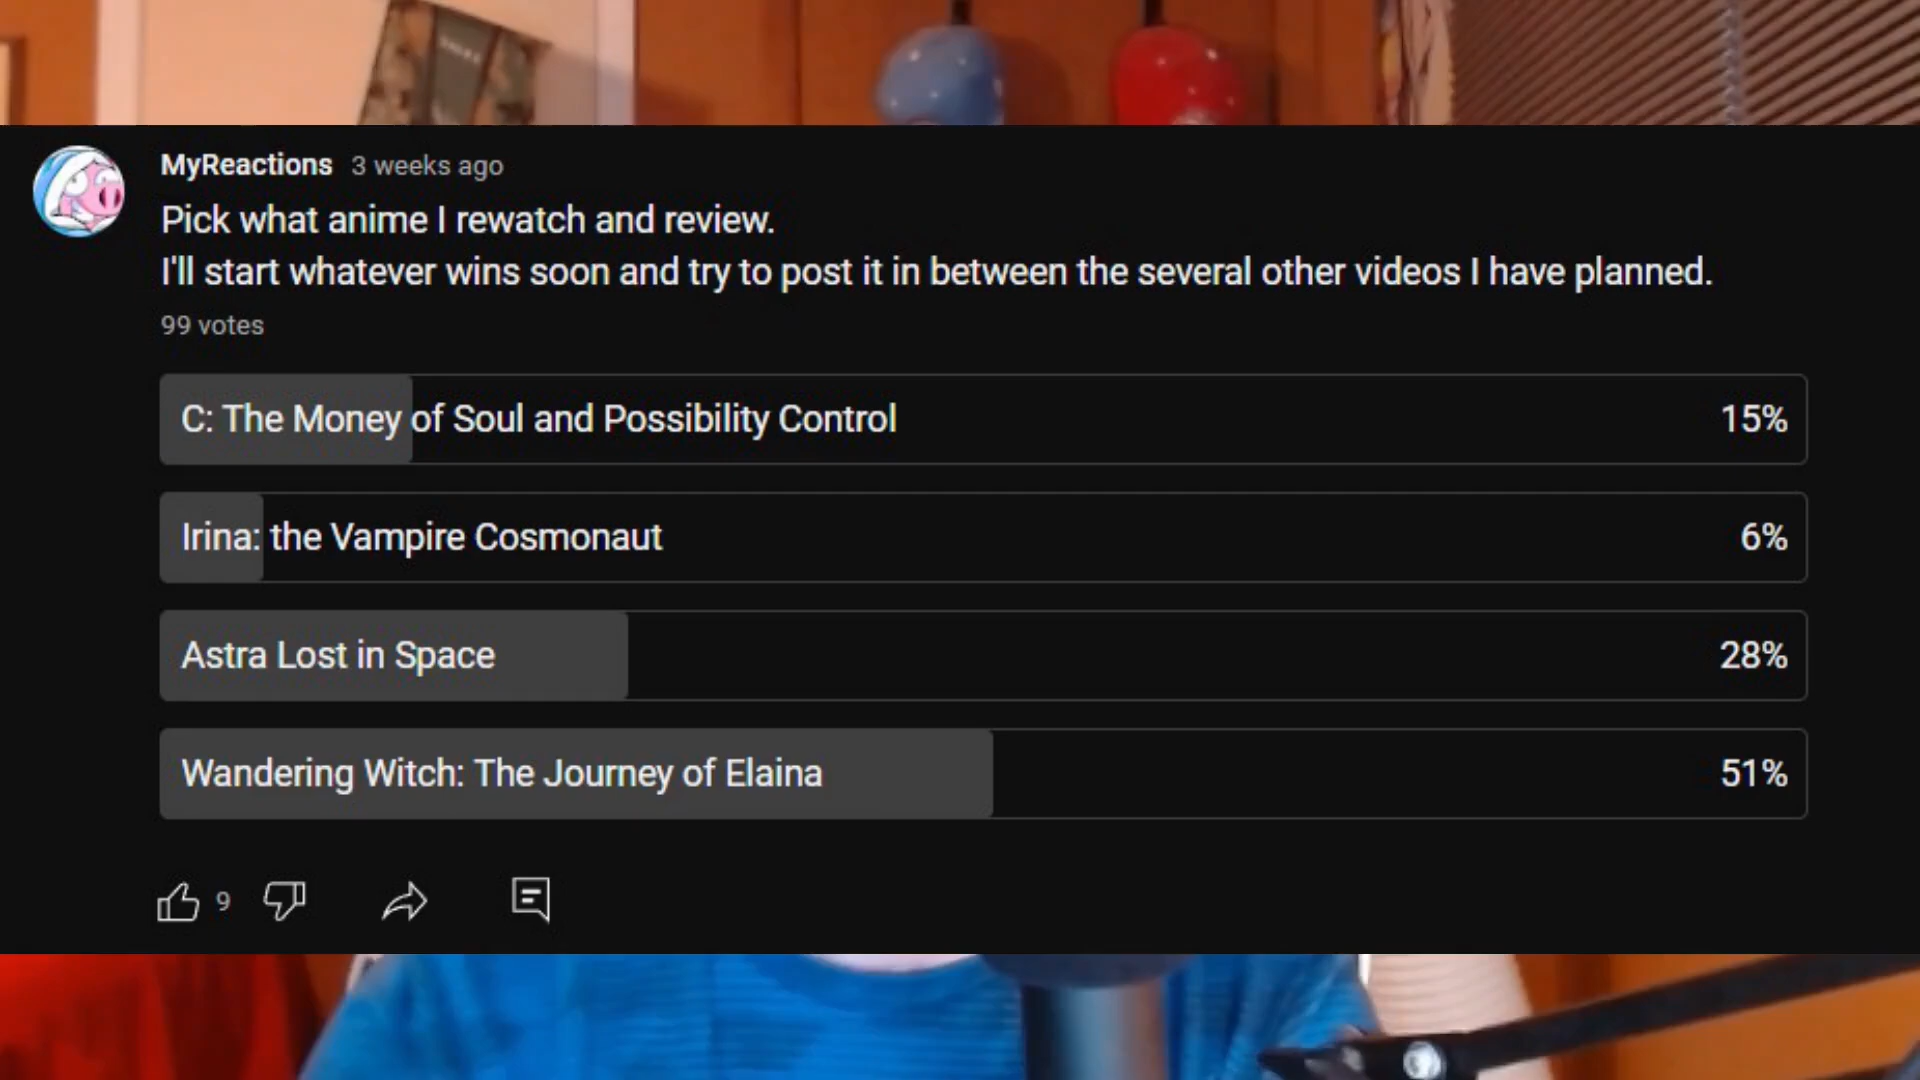 MyReactions 3 weeks ago
Pick what anime I rewatch and review.
I'll start whatever wins soon and try to post it in between the several other videos I have planned.
99 votes
C: The Money of Soul and Possibility Control 15%
Irina: the Vampire Cosmonaut 6%
Astra Lost in Space 28%
Wandering Witch: The Journey of Elaina 51%
9